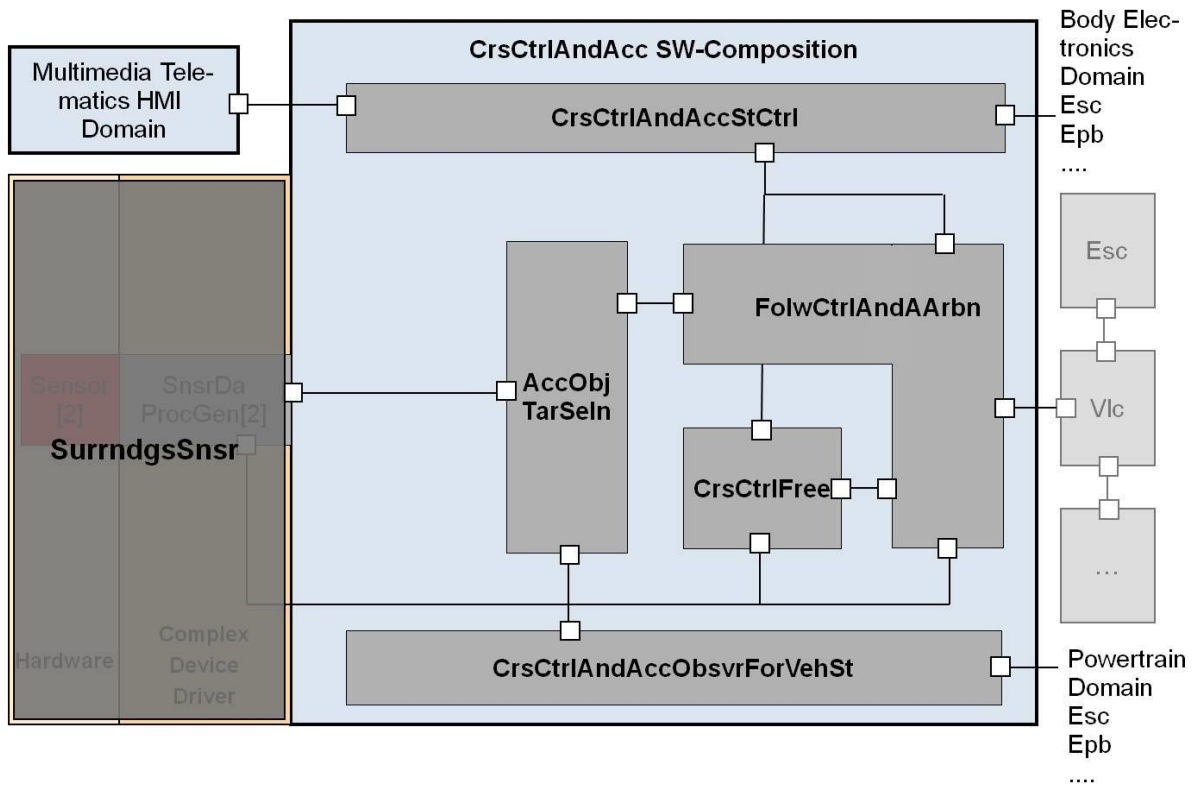 CrsCtrlAndAcc SW-Composition
Multimedia Tele-
matics HMI
Domain
CrsCtrlAndAccStCtrl
Body Elec-
tronics
Domain
Esc
Epb
....
Esc
FolwCtrlAndAArbn
AccObj
TarSeln
Sensor
[2]
SnsrDa
ProcGen[2]
SurrndgsSnsr
Vlc
CrsCtrlFree
...
Hardware
Complex
Device
Driver
CrsCtrlAndAccObsvrForVehSt
Powertrain
Domain
Esc
Epb
....